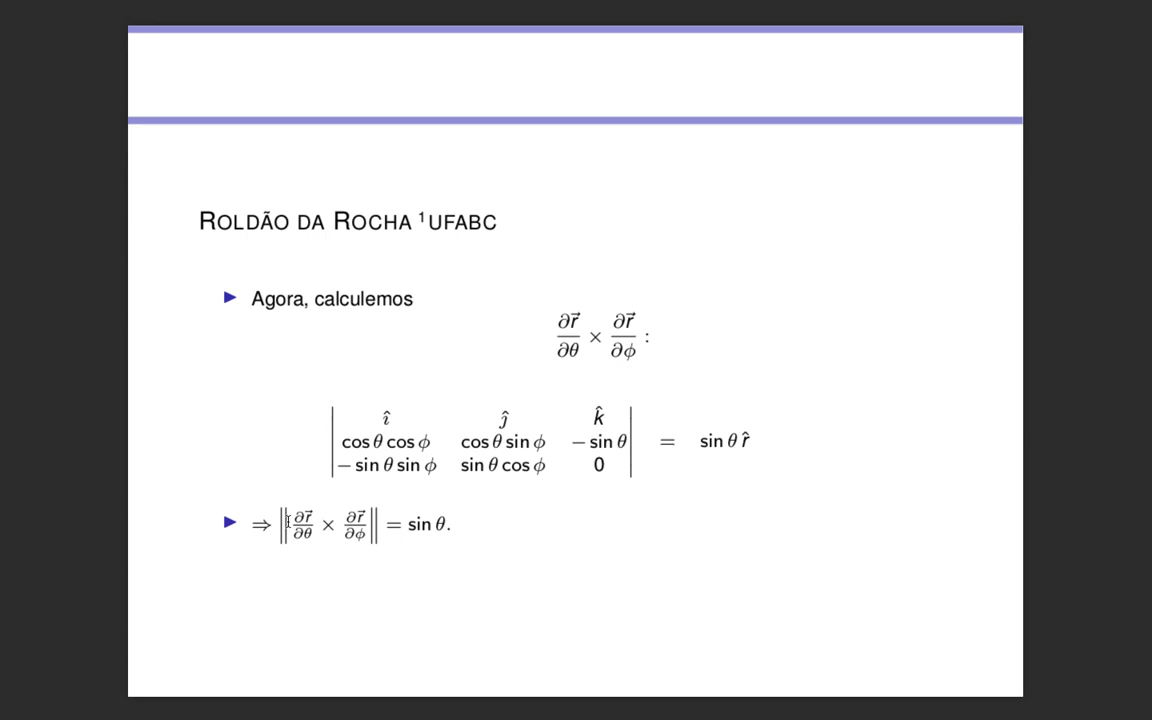 ROLDÃO DA ROCHA ¹UFABC
▶ Agora, calculemos
∂r⃗/∂θ × ∂r⃗/∂ϕ :
| î ĵ k̂ |
| cos θ cos ϕ cos θ sin ϕ − sin θ | = sin θ r̂
| − sin θ sin ϕ sin θ cos ϕ 0 |
▶ ⇒ ‖∂r⃗/∂θ × ∂r⃗/∂ϕ‖ = sin θ.